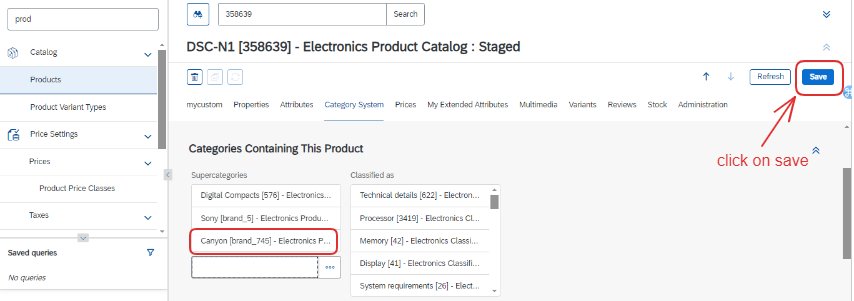 prod
358639
Search
Catalog
DSC-N1 [358639] - Electronics Product Catalog : Staged
Products
Refresh
Save
Product Variant Types
mycustom Properties Attributes Category System Prices My Extended Attributes Multimedia Variants Reviews Stock Administration
Price Settings
Categories Containing This Product
click on save
Prices
Supercategories
Classified as
Product Price Classes
Digital Compacts [576] - Electronics...
Technical details [622] - Electron...
Taxes
Sony [brand_5] - Electronics Produ...
Processor [3419] - Electronics Cl...
Canyon [brand_745] - Electronics P...
Memory [42] - Electronics Classi...
Saved queries
Display [41] - Electronics Classifi...
No queries
System requirements [26] - Elect...